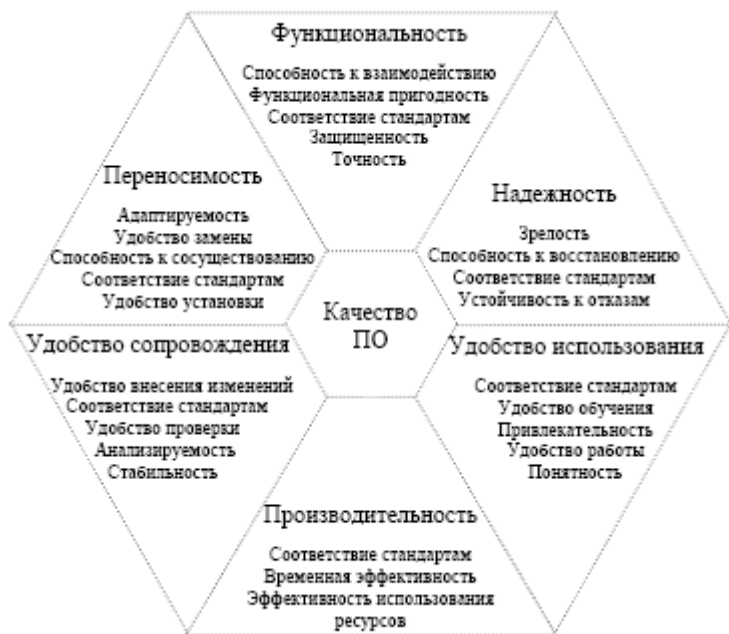 Функциональность
Способность к взаимодействию
Функциональная пригодность
Соответствие стандартам
Защищенность
Точность
Переносимость
Адаптируемость
Удобство замены
Способность к сосуществованию
Соответствие стандартам
Удобство установки
Надежность
Зрелость
Способность к восстановлению
Соответствие стандартам
Устойчивость к отказам
Качество
ПО
Удобство сопровождения
Удобство внесения изменений
Соответствие стандартам
Удобство проверки
Анализируемость
Стабильность
Удобство использования
Соответствие стандартам
Удобство обучения
Привлекательность
Удобство работы
Понятность
Производительность
Соответствие стандартам
Временная эффективность
Эффективность использования
ресурсов